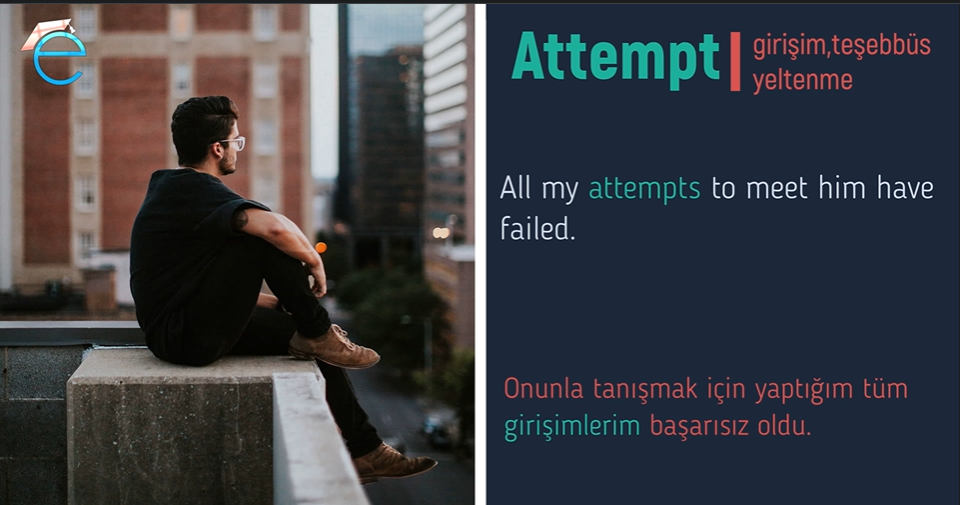 e
Attempt
girişim,teşebbüs
yeltenme
All my attempts to meet him have
failed.
Onunla tanışmak için yaptığım tüm
girişimlerim başarısız oldu.